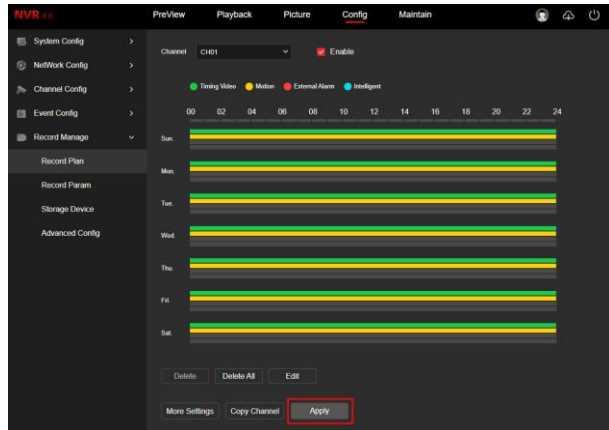 NVR 4.0 PreView Playback Picture Config Maintain
System Config
NetWork Config
Channel Config
Event Config
Record Manage
Record Plan
Record Param
Storage Device
Advanced Config
Channel CH01 Enable
Timing Video Motion External Alarm Intelligent
00 02 04 06 08 10 12 14 16 18 20 22 24
Sun.
Mon.
Tue.
Wed.
Thu.
Fri.
Sat.
Delete Delete All Edit
More Settings Copy Channel Apply